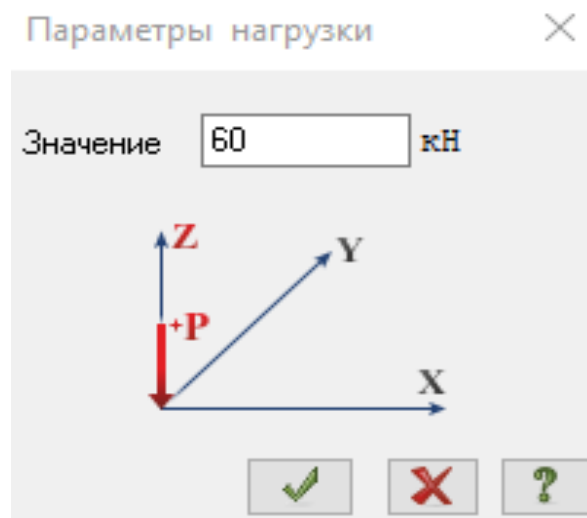 Параметры нагрузки
Значение 60 кН
Z
Y
+P
X